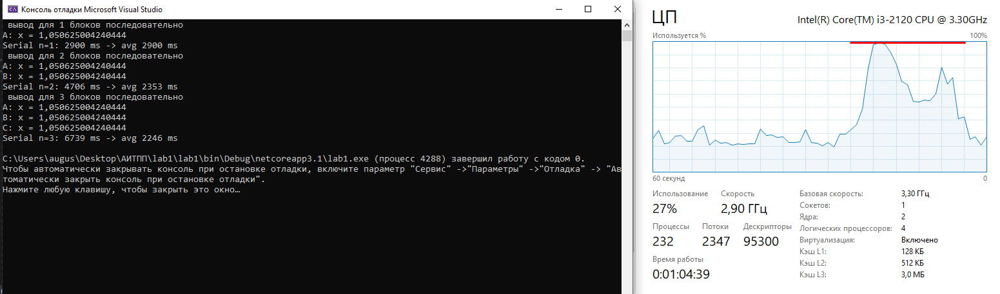 Консоль отладки Microsoft Visual Studio
вывод для 1 блоков последовательно
A: x = 1,050625004240444
Serial n=1: 2900 ms -> avg 2900 ms
вывод для 2 блоков последовательно
A: x = 1,050625004240444
B: x = 1,050625004240444
Serial n=2: 4706 ms -> avg 2353 ms
вывод для 3 блоков последовательно
A: x = 1,050625004240444
B: x = 1,050625004240444
C: x = 1,050625004240444
Serial n=3: 6739 ms -> avg 2246 ms
C:\Users\augus\Desktop\АИТПП\lab1\lab1\bin\Debug\netcoreapp3.1\lab1.exe (процесс 4288) завершил работу с кодом 0.
Чтобы автоматически закрывать консоль при остановке отладки, включите параметр "Сервис" ->"Параметры" ->"Отладка" -> "Ав
томатически закрыть консоль при остановке отладки".
Нажмите любую клавишу, чтобы закрыть это окно…
ЦП
Intel(R) Core(TM) i3-2120 CPU @ 3.30GHz
Используется %
100%
60 секунд
0
Использование Скорость
27% 2,90 ГГц
Процессы Потоки Дескрипторы
232 2347 95300
Время работы
0:01:04:39
Базовая скорость: 3,30 ГГц
Сокетов: 1
Ядра: 2
Логических процессоров: 4
Виртуализация: Включено
Кэш L1: 128 КБ
Кэш L2: 512 КБ
Кэш L3: 3,0 МБ